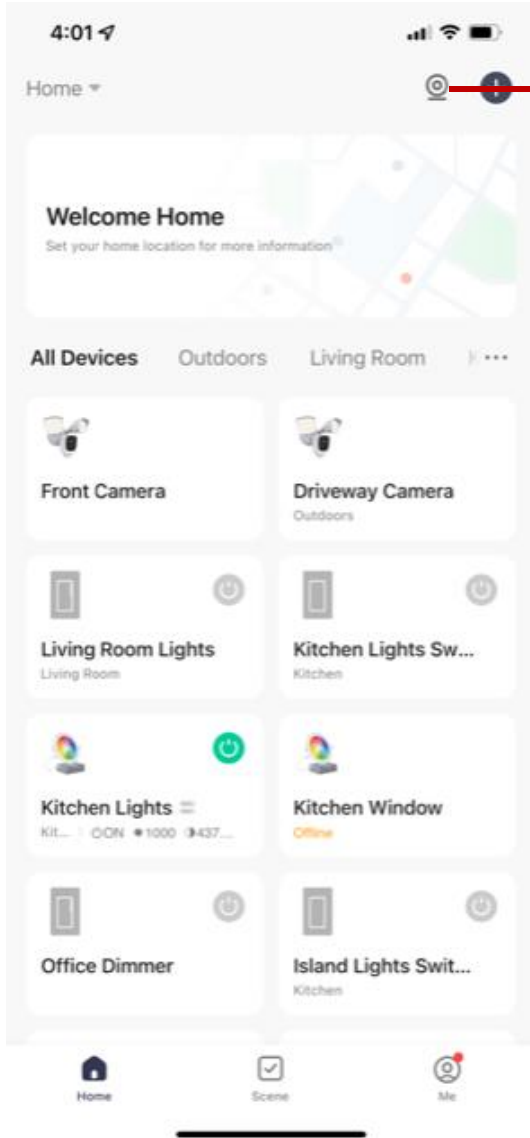 4:01
Home
Welcome Home
Set your home location for more information
All Devices Outdoors Living Room
Front Camera
Driveway Camera
Outdoors
Living Room Lights
Living Room
Kitchen Lights Sw...
Kitchen
Kitchen Lights
Kit... ON 1000 437...
Kitchen Window
Offline
Office Dimmer
Island Lights Swit...
Kitchen
Home Scene Me